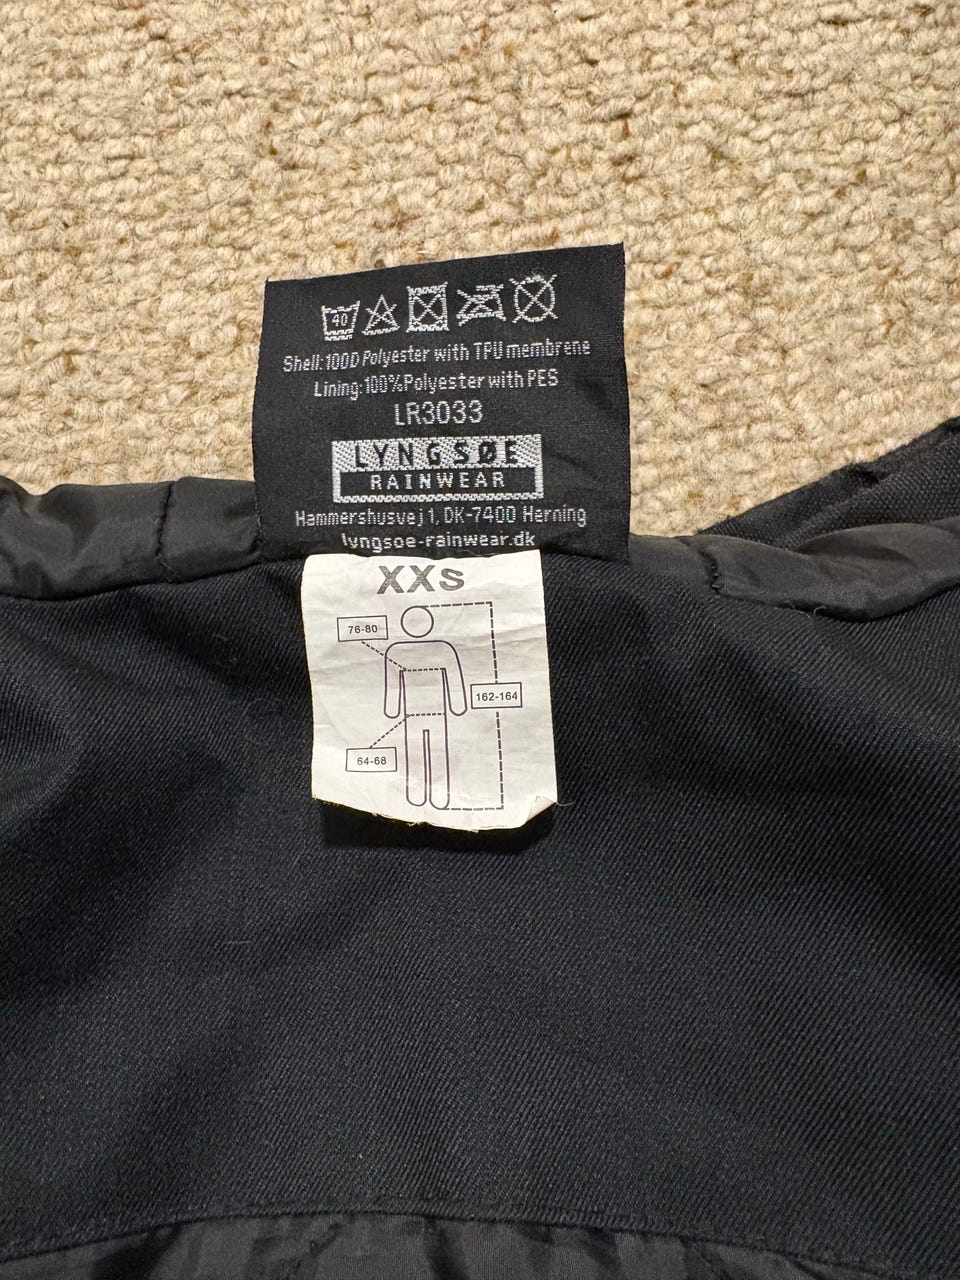 40
Shell:100D Polyester with TPU membrene
Lining:100%Polyester with PES
LR3033
LYNGSØE
RAINWEAR
Hammershusvej 1, DK-7400 Herning
lyngsoe-rainwear.dk
XXS
76-80
162-164
64-68